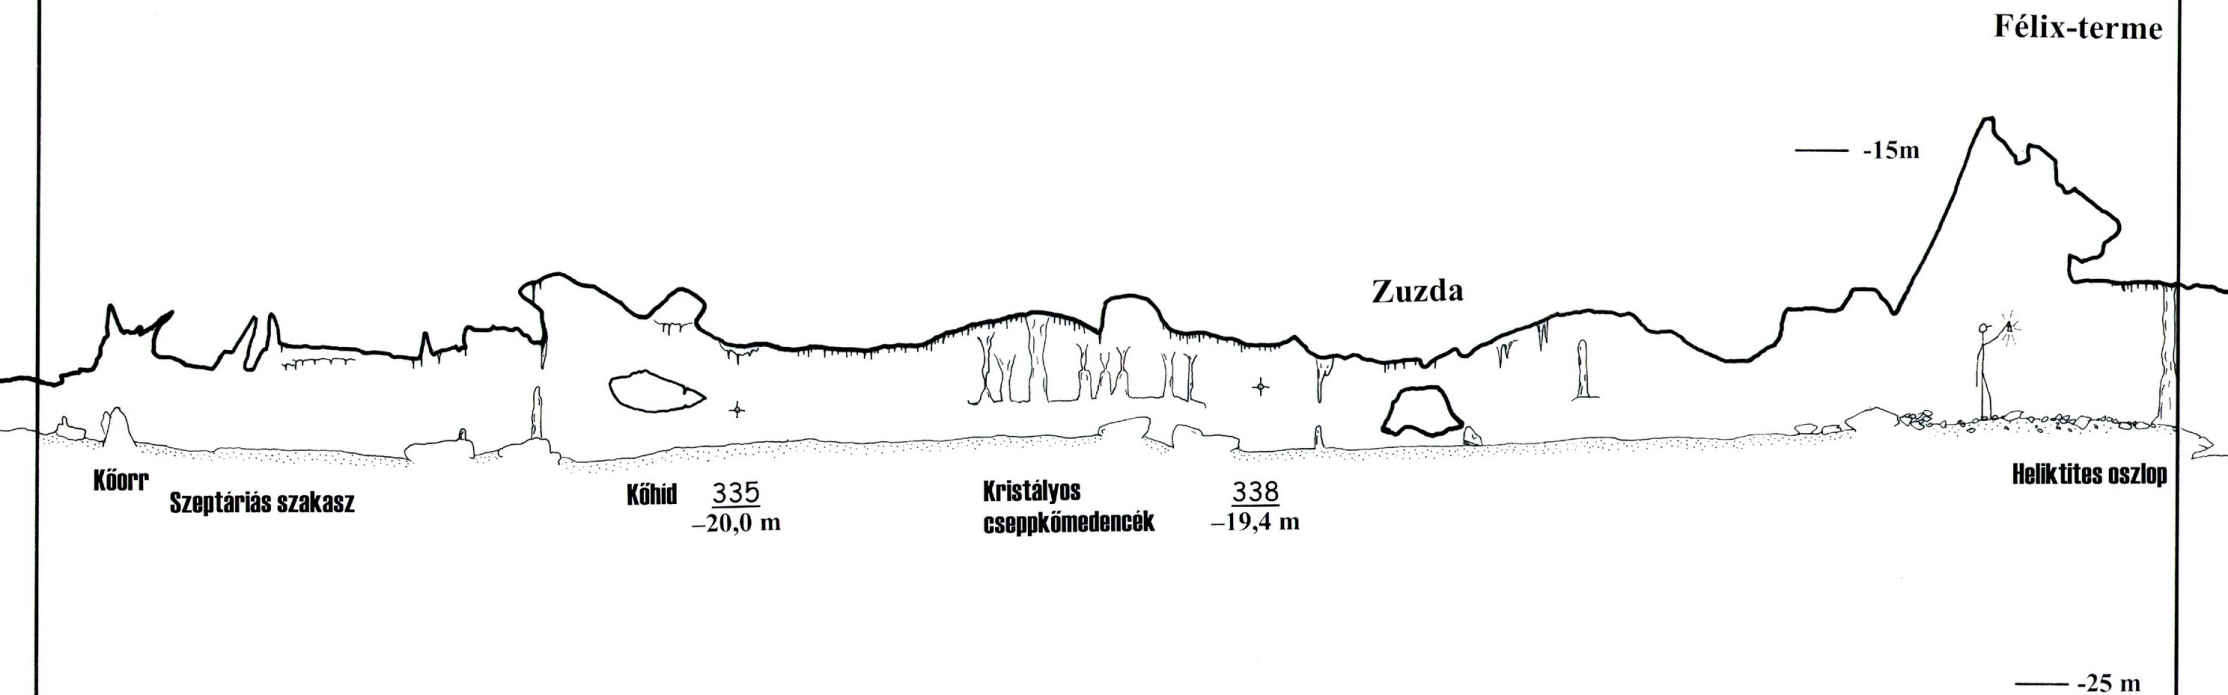 Félix-terme
-15m
Zuzda
Kőorr
Szeptáriás szakasz
Kőhíd
335
–20,0 m
Kristályos
cseppkőmedencék
338
–19,4 m
Heliktites oszlop
-25 m